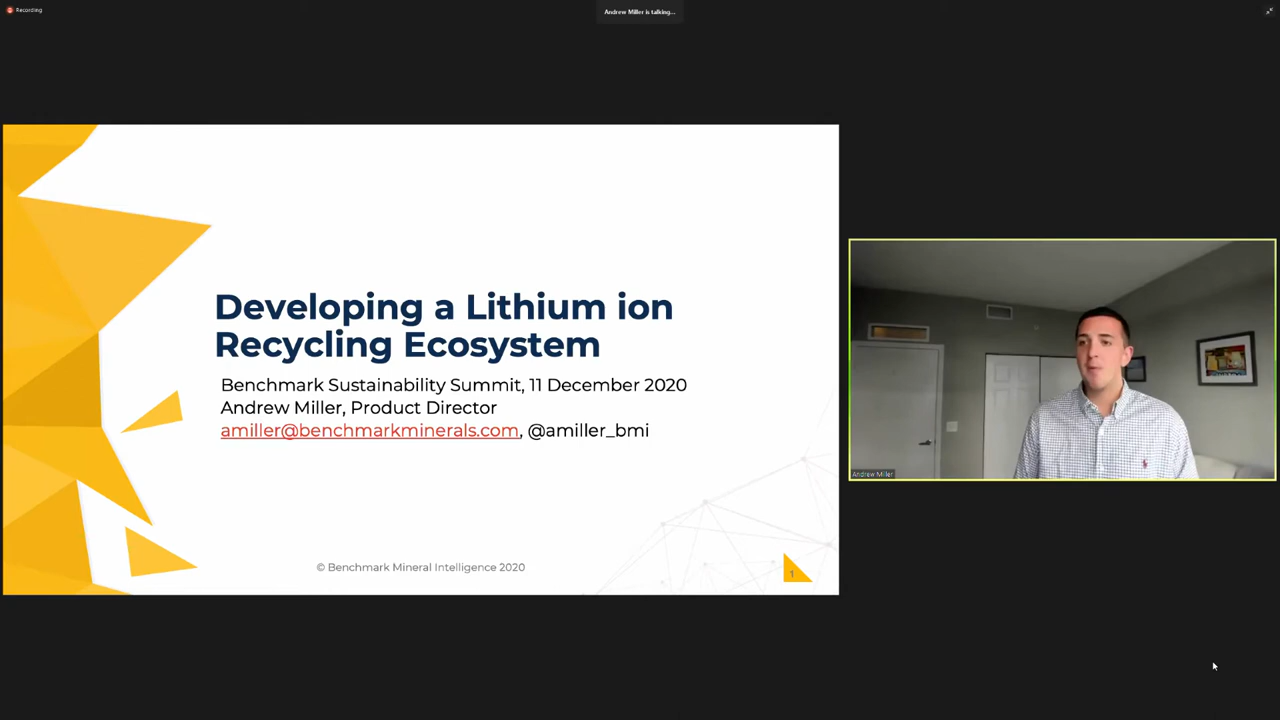 Recording
Andrew Miller is talking...
Developing a Lithium ion
Recycling Ecosystem
Benchmark Sustainability Summit, 11 December 2020
Andrew Miller, Product Director
amiller@benchmarkminerals.com, @amiller_bmi
Andrew Miller
© Benchmark Mineral Intelligence 2020
1